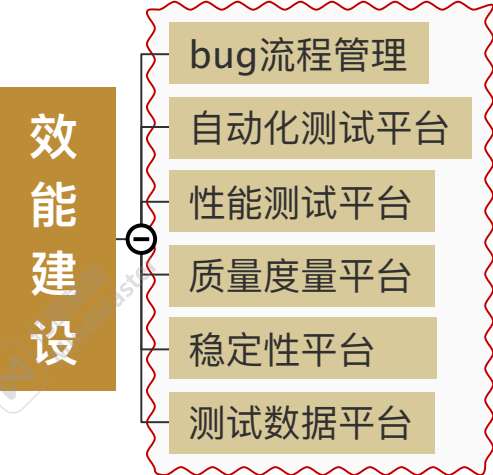 效能建设
bug流程管理
自动化测试平台
性能测试平台
质量度量平台
稳定性平台
测试数据平台